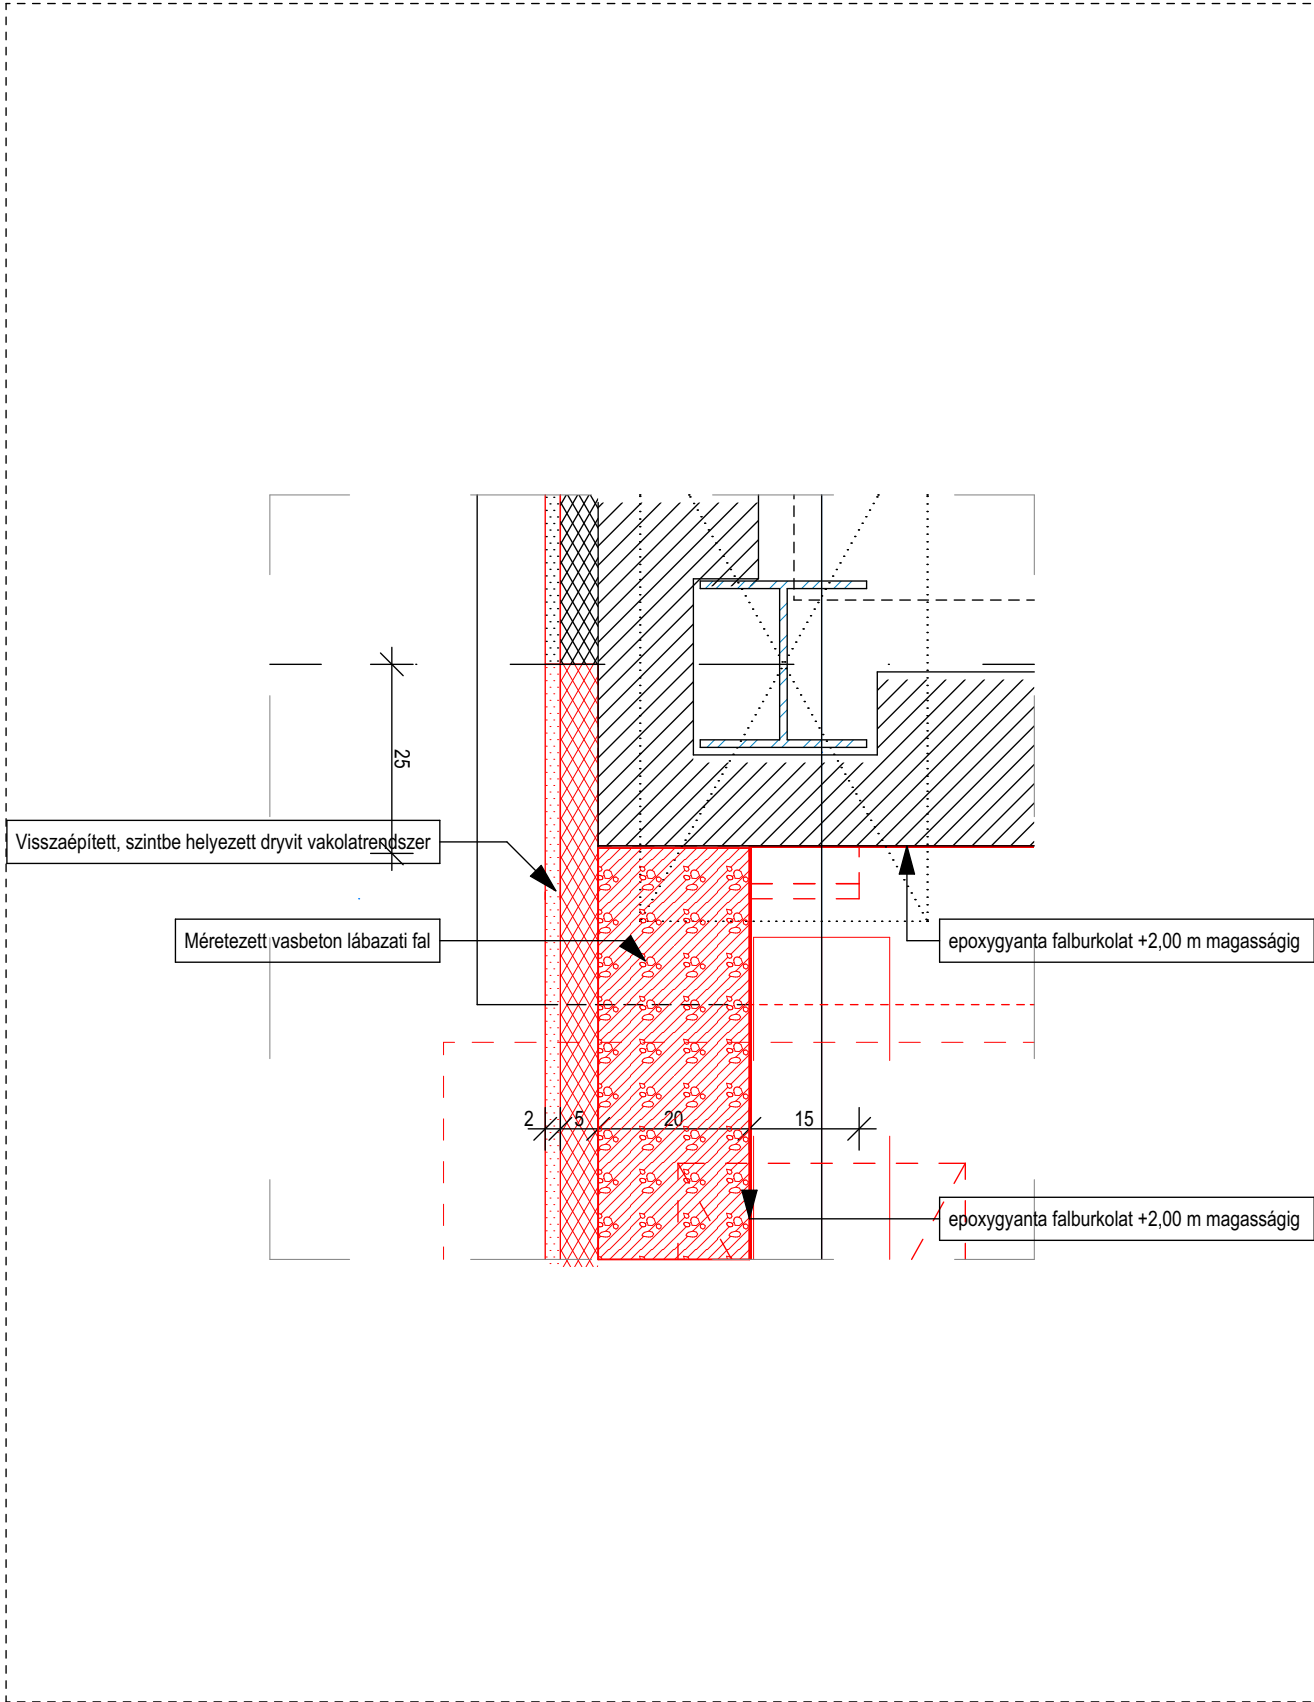 25
Visszaépített, szintbe helyezett dryvit vakolatrendszer
Méretezett vasbeton lábazati fal
epoxygyanta falburkolat +2,00 m magasságig
2 5 20 15
epoxygyanta falburkolat +2,00 m magasságig